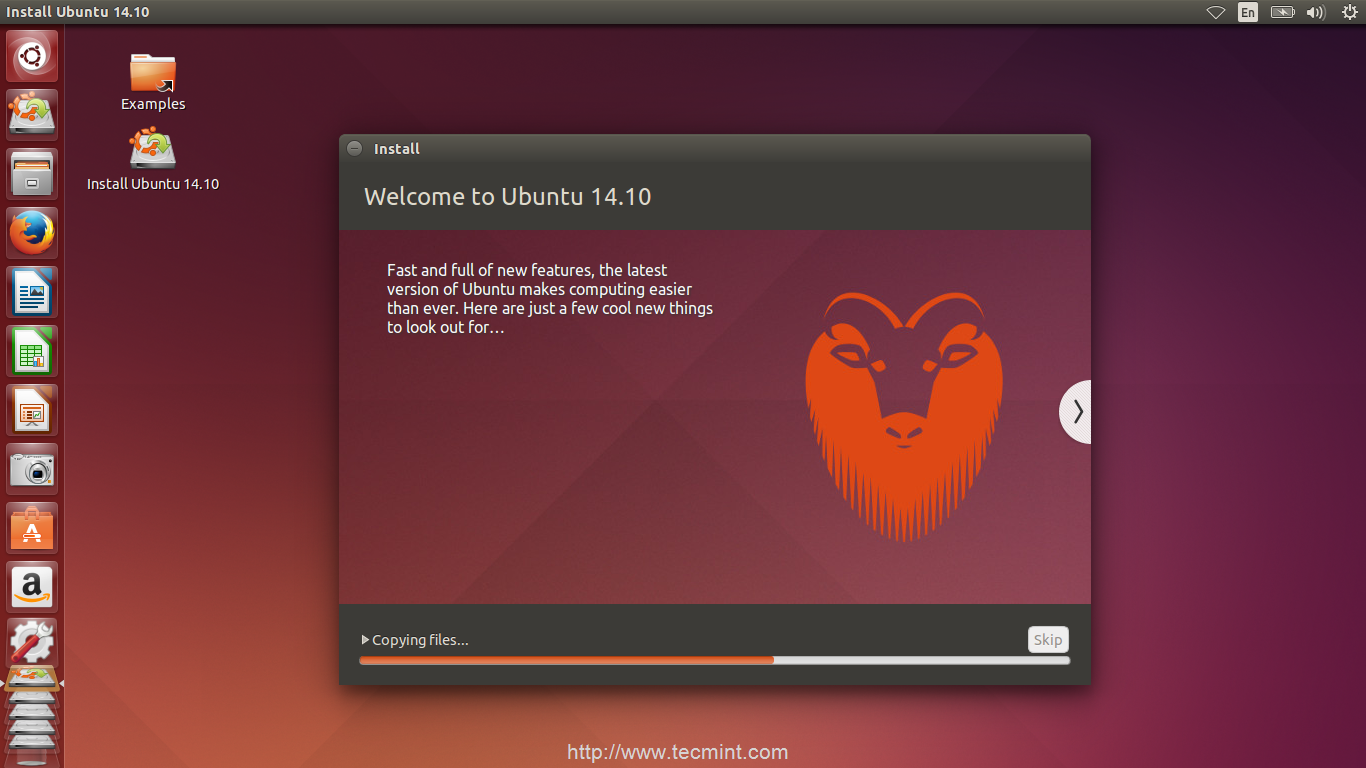 Install Ubuntu 14.10
En
Examples
Install Ubuntu 14.10
Install
Welcome to Ubuntu 14.10
Fast and full of new features, the latest
version of Ubuntu makes computing easier
than ever. Here are just a few cool new things
to look out for…
Copying files...
Skip
A
a
http://www.tecmint.com